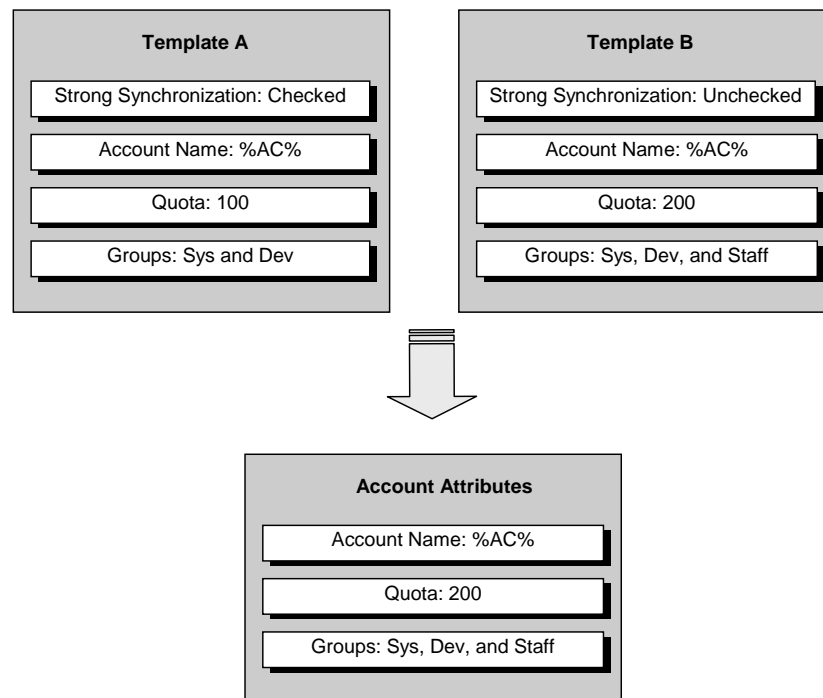 Template A
Strong Synchronization: Checked
Account Name: %AC%
Quota: 100
Groups: Sys and Dev
Template B
Strong Synchronization: Unchecked
Account Name: %AC%
Quota: 200
Groups: Sys, Dev, and Staff
Account Attributes
Account Name: %AC%
Quota: 200
Groups: Sys, Dev, and Staff